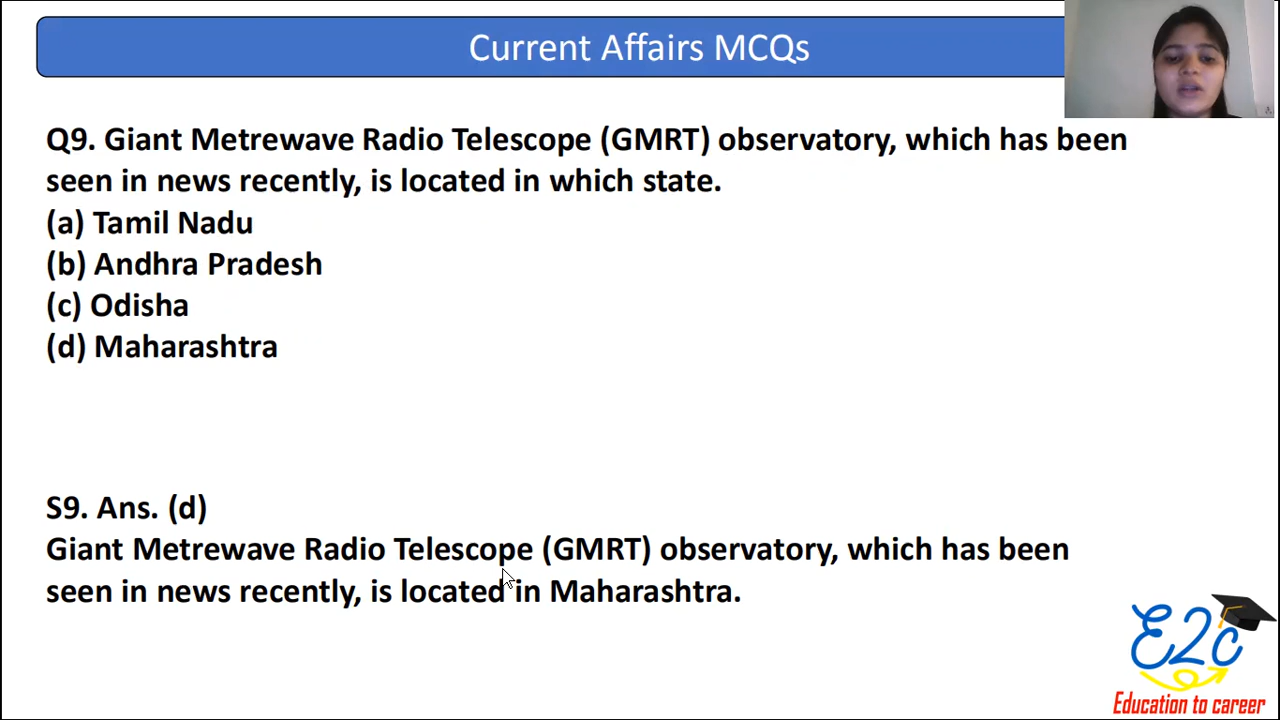 Current Affairs MCQs
Q9. Giant Metrewave Radio Telescope (GMRT) observatory, which has been
seen in news recently, is located in which state.
(a) Tamil Nadu
(b) Andhra Pradesh
(c) Odisha
(d) Maharashtra
S9. Ans. (d)
Giant Metrewave Radio Telescope (GMRT) observatory, which has been
seen in news recently, is located in Maharashtra.
E2c
Education to career